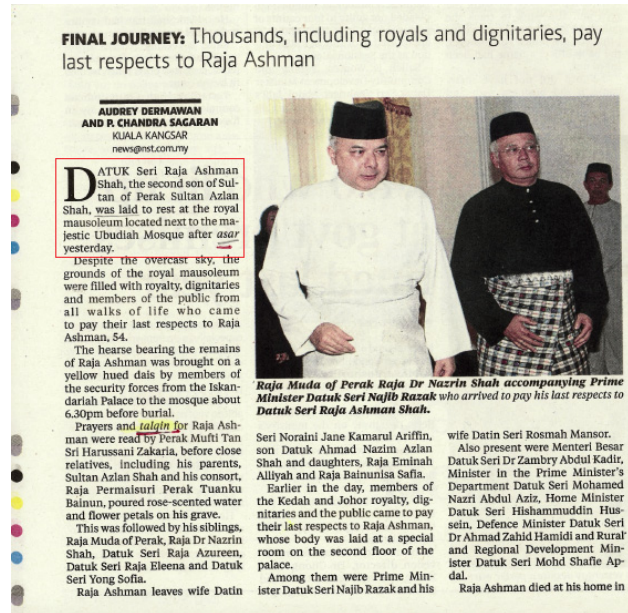 FINAL JOURNEY: Thousands, including royals and dignitaries, pay
last respects to Raja Ashman
AUDREY DERMAWAN
AND P. CHANDRA SAGARAN
KUALA KANGSAR
news@nst.com.my
DATUK Seri Raja Ashman
Shah, the second son of Sul-
tan of Perak Sultan Azlan
Shah, was laid to rest at the royal
mausoleum located next to the ma-
jestic Ubudiah Mosque after asar
yesterday.
Despite the overcast sky, the
grounds of the royal mausoleum
were filled with royalty, dignitaries
and members of the public from
all walks of life who came
to pay their last respects to Raja
Ashman, 54.
The hearse bearing the remains
of Raja Ashman was brought on a
yellow hued dais by members of
the security forces from the Iskan-
dariah Palace to the mosque about
6.30pm before burial.
Prayers and talqin for Raja Ash-
man were read by Perak Mufti Tan
Sri Harussani Zakaria, before close
relatives, including his parents,
Sultan Azlan Shah and his consort,
Raja Permaisuri Perak Tuanku
Bainun, poured rose-scented water
and flower petals on his grave.
This was followed by his siblings,
Raja Muda of Perak, Raja Dr Nazrin
Shah, Datuk Seri Raja Azureen,
Datuk Seri Raja Eleena and Datuk
Seri Yong Sofia.
Raja Ashman leaves wife Datin
Raja Muda of Perak Raja Dr Nazrin Shah accompanying Prime
Minister Datuk Seri Najib Razak who arrived to pay his last respects to
Datuk Seri Raja Ashman Shah.
Seri Noraini Jane Kamarul Ariffin,
son Datuk Ahmad Nazim Azlan
Shah and daughters, Raja Eminah
Alliyah and Raja Bainunisa Safia.
Earlier in the day, members of
the Kedah and Johor royalty, dig-
nitaries and the public came to pay
their last respects to Raja Ashman,
whose body was laid at a special
room on the second floor of the
palace.
Among them were Prime Min-
ister Datuk Seri Najib Razak and his
wife Datin Seri Rosmah Mansor.
Also present were Menteri Besar
Datuk Seri Dr Zambry Abdul Kadir,
Minister in the Prime Minister's
Department Datuk Seri Mohamed
Nazri Abdul Aziz, Home Minister
Datuk Seri Hishammuddin Hus-
sein, Defence Minister Datuk Seri
Dr Ahmad Zahid Hamidi and Rural
and Regional Development Min-
ister Datuk Seri Mohd Shafie Ap-
dal.
Raja Ashman died at his home in